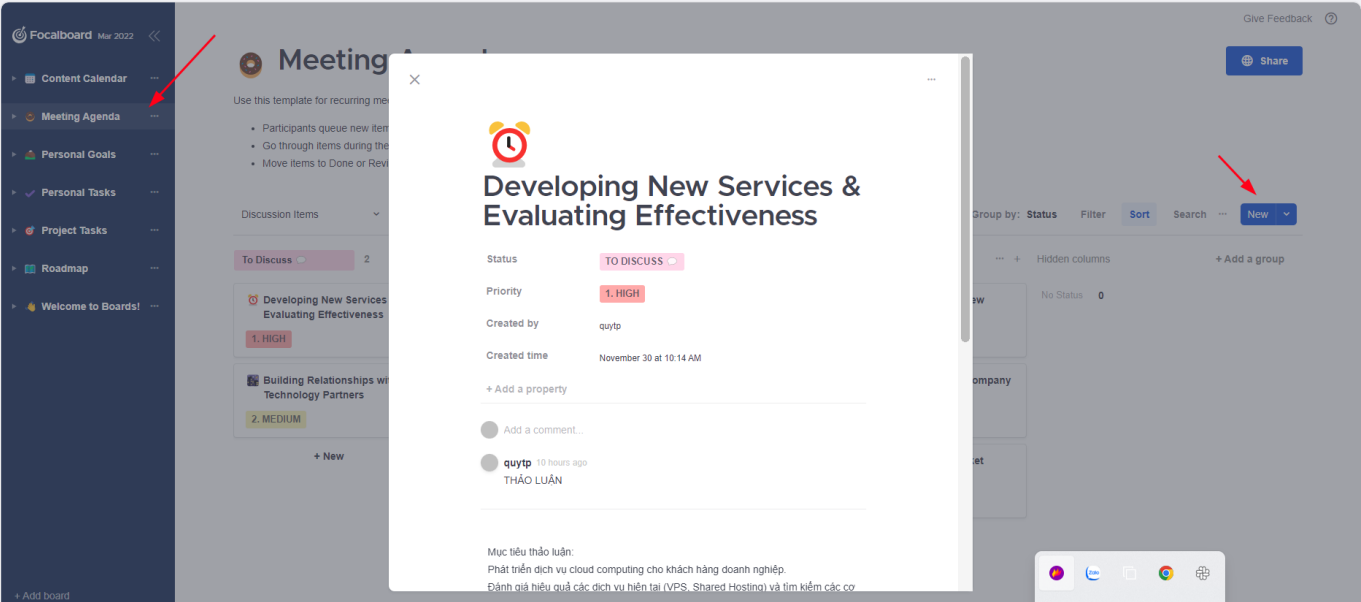 Focalboard Mar 2022
Content Calendar
Meeting Agenda
Personal Goals
Personal Tasks
Project Tasks
Roadmap
Welcome to Boards!
+ Add board
Give Feedback
Meeting
Share
Use this template for recurring
Participants queue new
Go through items during the
Move items to Done or
Discussion Items
Group by: Status
Filter
Sort
Search
New
To Discuss 2
Hidden columns
+ Add a group
No Status 0
Developing New Services
Evaluating Effectiveness
1. HIGH
Building Relationships
Technology Partners
2. MEDIUM
+ New
Developing New Services &
Evaluating Effectiveness
Status TO DISCUSS
Priority 1. HIGH
Created by quytp
Created time November 30 at 10:14 AM
+ Add a property
Add a comment...
quytp 10 hours ago
THẢO LUẬN
Mục tiêu thảo luận:
Phát triển dịch vụ cloud computing cho khách hàng doanh nghiệp.
Đánh giá hiệu quả các dịch vụ hiện tại (VPS, Shared Hosting) và tìm kiếm các cơ
Zalo